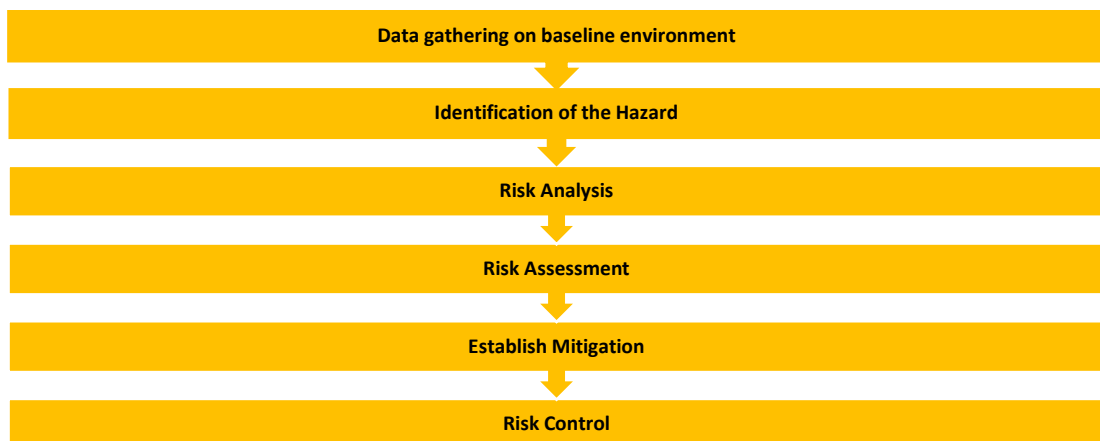 Data gathering on baseline environment
Identification of the Hazard
Risk Analysis
Risk Assessment
Establish Mitigation
Risk Control